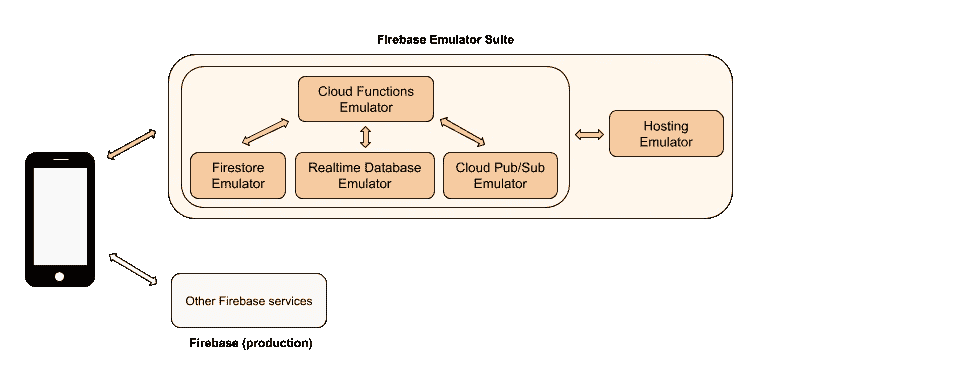 Firebase Emulator Suite
Cloud Functions
Emulator
Hosting
Emulator
Firestore
Emulator
Realtime Database
Emulator
Cloud Pub/Sub
Emulator
Other Firebase services
Firebase (production)